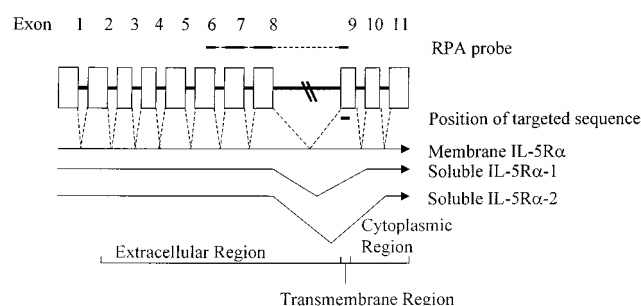 Exon 1 2 3 4 5 6 7 8 9 10 11
RPA probe
Position of targeted sequence
Membrane IL-5Rα
Soluble IL-5Rα-1
Soluble IL-5Rα-2
Cytoplasmic
Extracellular Region Region
Transmembrane Region